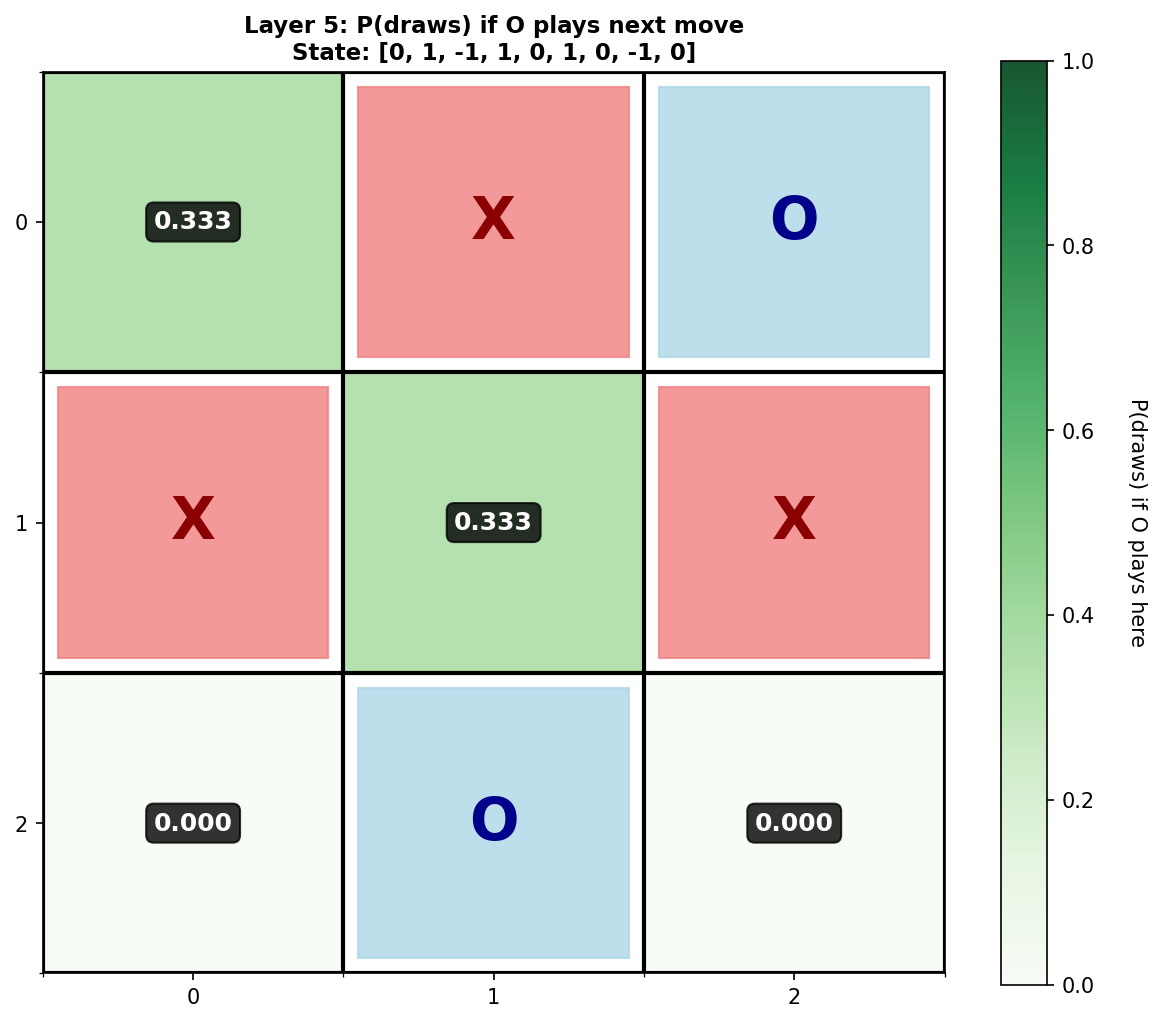 Layer 5: P(draws) if O plays next move
State: [0, 1, -1, 1, 0, 1, 0, -1, 0]
0.333
X
O
X
0.333
X
0.000
O
0.000
0
1
2
0
1
2
1.0
0.8
0.6
0.4
0.2
0.0
P(draws) if O plays here